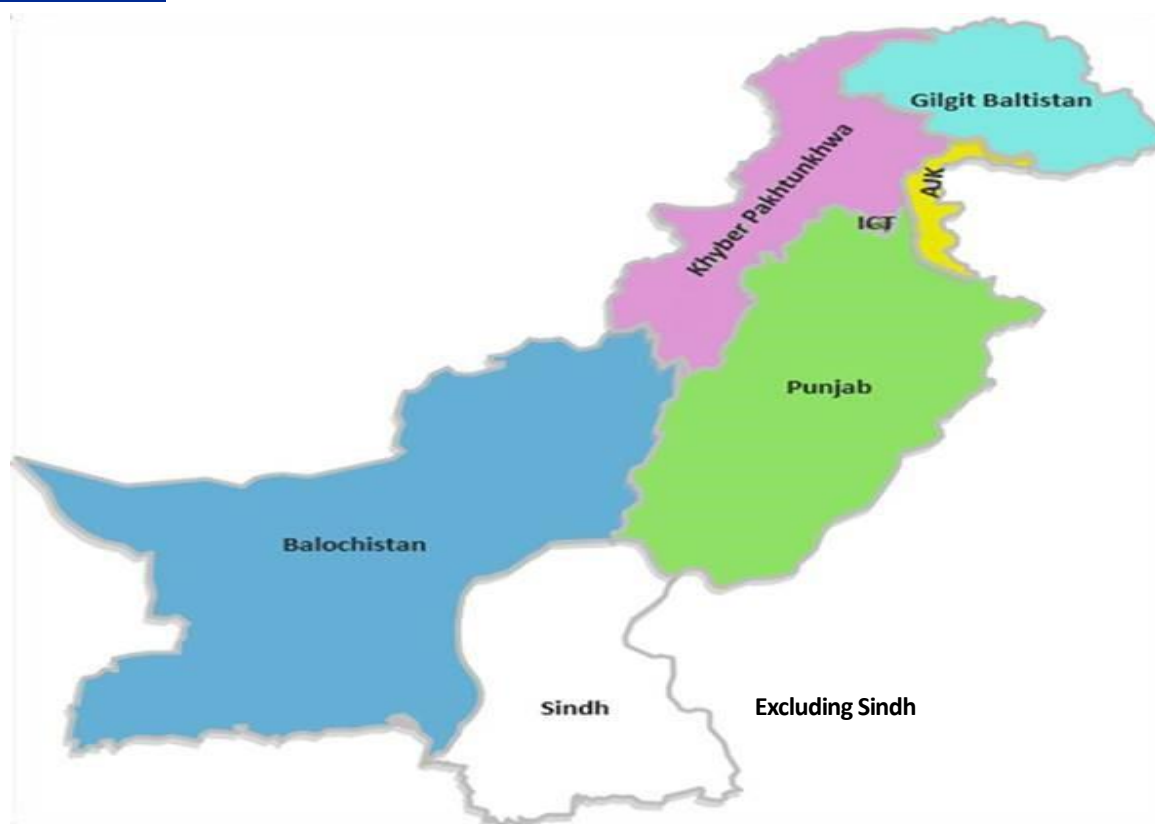 Gilgit Baltistan
Khyber Pakhtunkhwa
AJK
ICT
Punjab
Balochistan
Sindh
Excluding Sindh